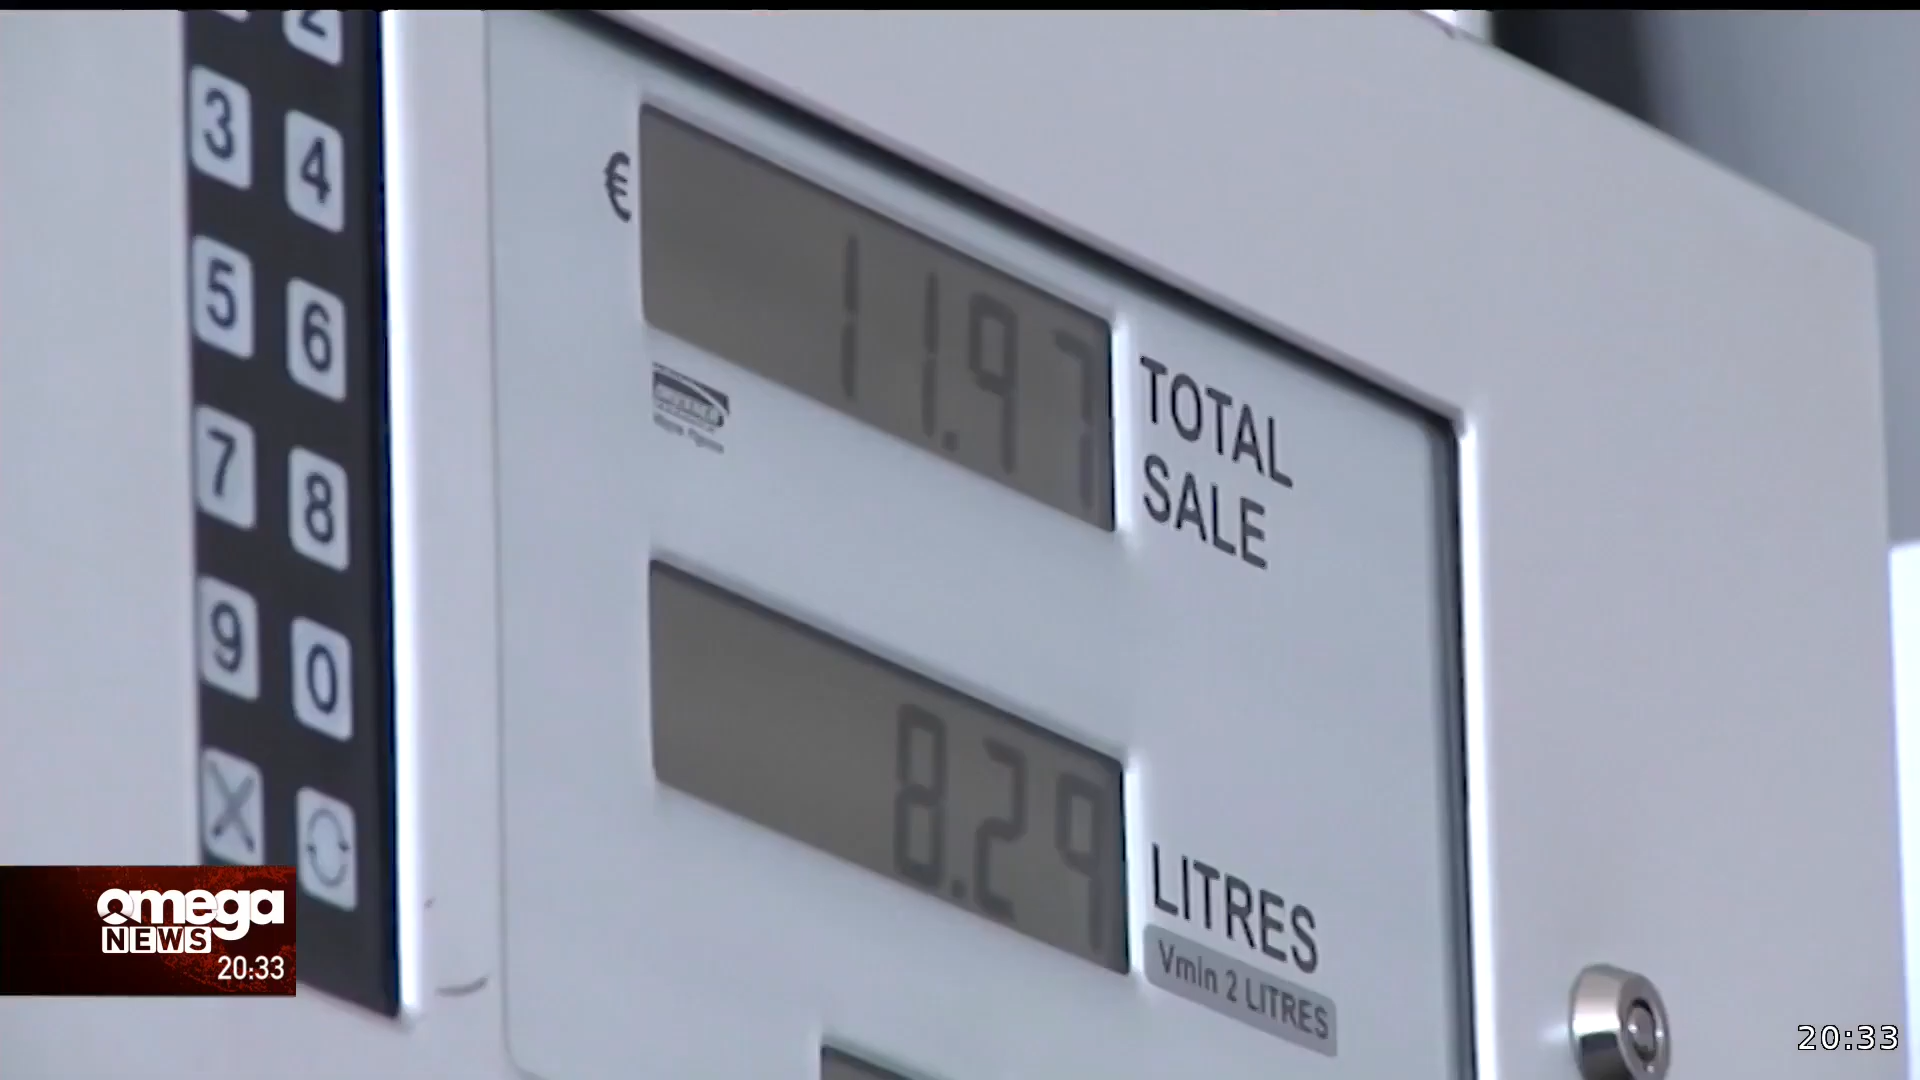 2
3 4
5 6
7 8
9 0
€ 11.97
TOTAL
SALE
8.29
LITRES
Vmin 2 LITRES
omega
NEWS
20:33
20:33